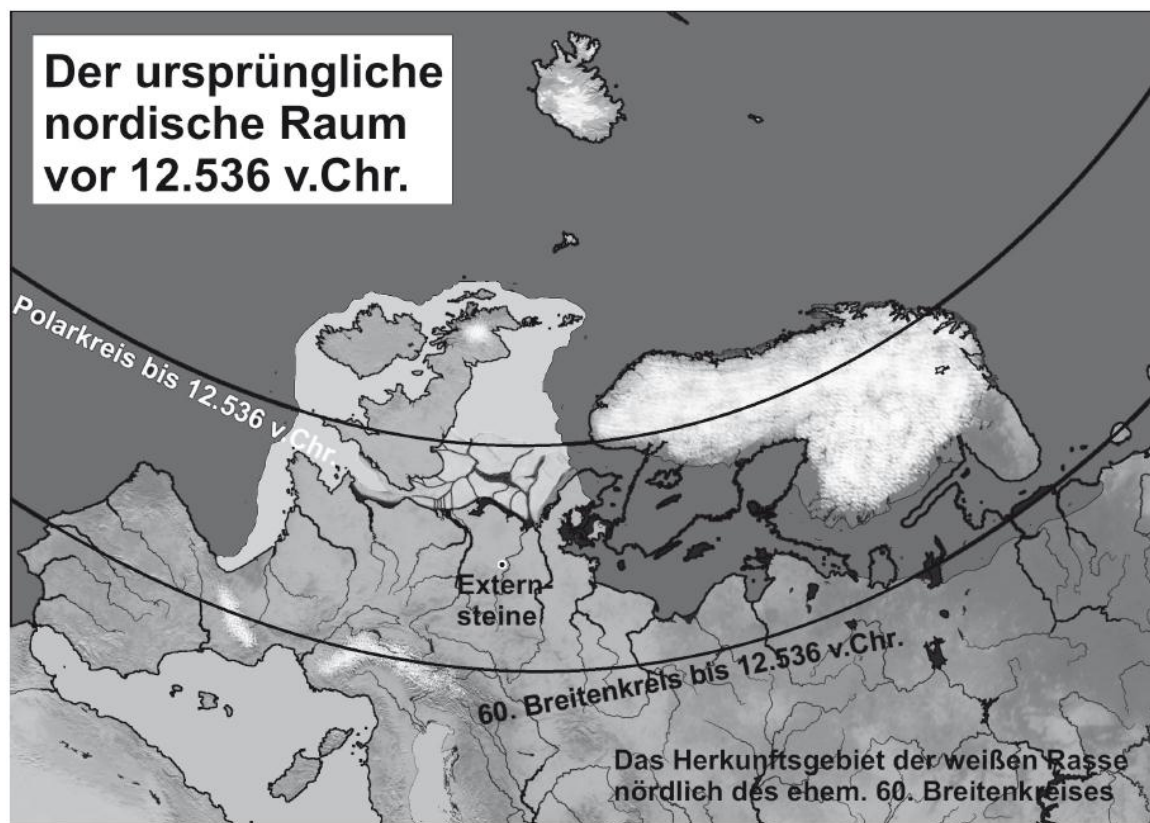 Der ursprüngliche
nordische Raum
vor 12.536 v.Chr.
Polarkreis bis 12.536 v.Chr.
Extern-
steine
60. Breitenkreis bis 12.536 v.Chr.
Das Herkunftsgebiet der weißen Rasse
nördlich des ehem. 60. Breitenkreises